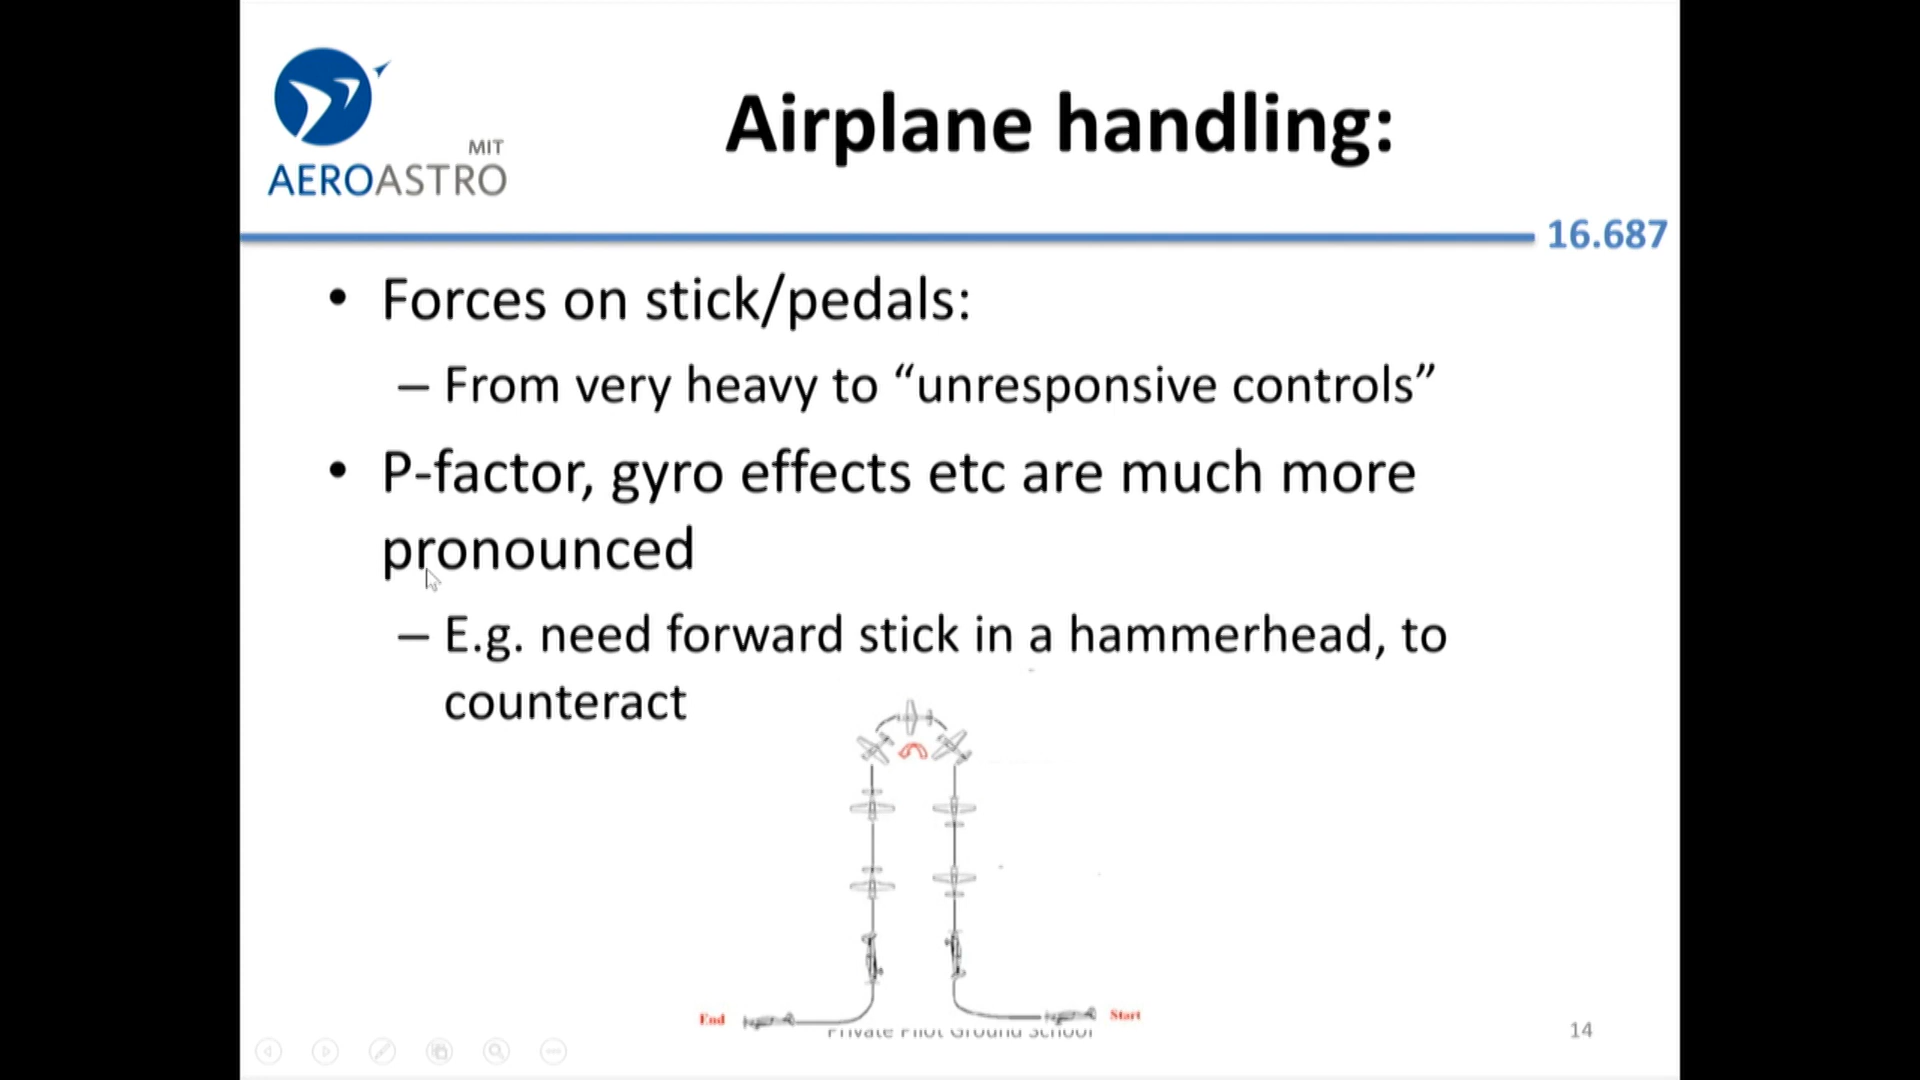 MIT
AEROASTRO
Airplane handling:
16.687
• Forces on stick/pedals:
– From very heavy to “unresponsive controls”
• P-factor, gyro effects etc are much more
pronounced
– E.g. need forward stick in a hammerhead, to
counteract
End
Start
Private Pilot Ground School
14